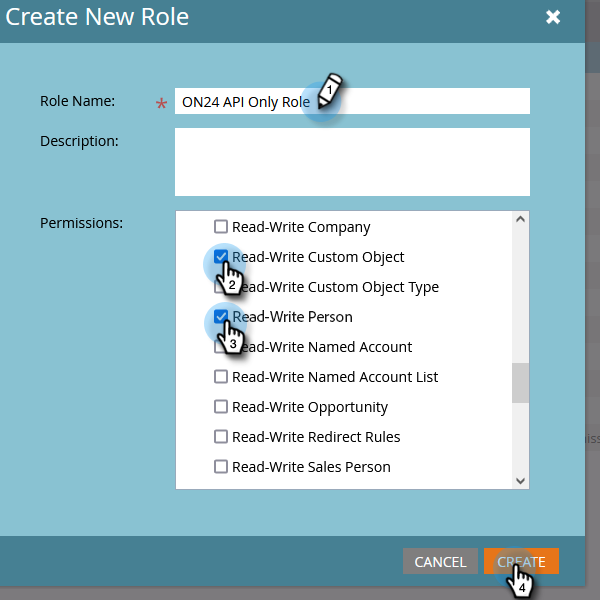 Create New Role
Role Name:
* ON24 API Only Role 1
Description:
Permissions:
Read-Write Company
Read-Write Custom Object
2
Read-Write Custom Object Type
Read-Write Person
3
Read-Write Named Account
Read-Write Named Account List
Read-Write Opportunity
Read-Write Redirect Rules
Read-Write Sales Person
CANCEL
CREATE
4